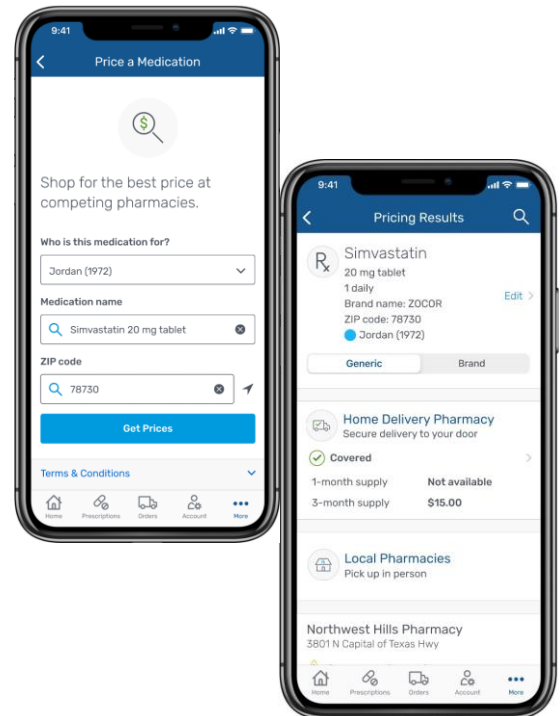 9:41
Price a Medication
$
Shop for the best price at
competing pharmacies.
Who is this medication for?
Jordan (1972)
Medication name
Simvastatin 20 mg tablet
ZIP code
78730
Get Prices
Terms & Conditions
Home Prescriptions Orders Account More
9:41
Pricing Results
Rx
Simvastatin
20 mg tablet
1 daily
Brand name: ZOCOR
Edit
ZIP code: 78730
Jordan (1972)
Generic Brand
Home Delivery Pharmacy
Secure delivery to your door
Covered
1-month supply Not available
3-month supply $15.00
Local Pharmacies
Pick up in person
Northwest Hills Pharmacy
3801 N Capital of Texas Hwy
Home Prescriptions Orders Account More